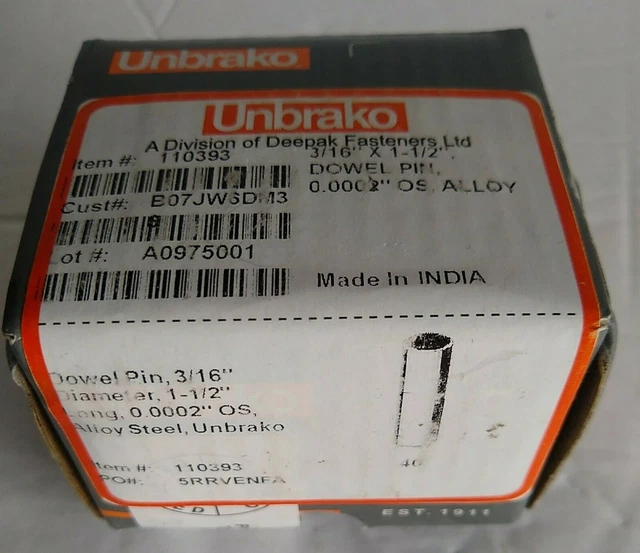 Unbrako
Unbrako
A Division of Deepak Fasteners Ltd
Item #: 110393
3/16" X 1-1/2",
DOWEL PIN,
0.0002" OS, ALLOY
Cust#:
Lot #: A0975001
Made In INDIA
Dowel Pin, 3/16"
Diameter, 1-1/2"
Long, 0.0002" OS,
Alloy Steel, Unbrako
Item #: 110393
PO#: 5RRVENFA
EST. 1911